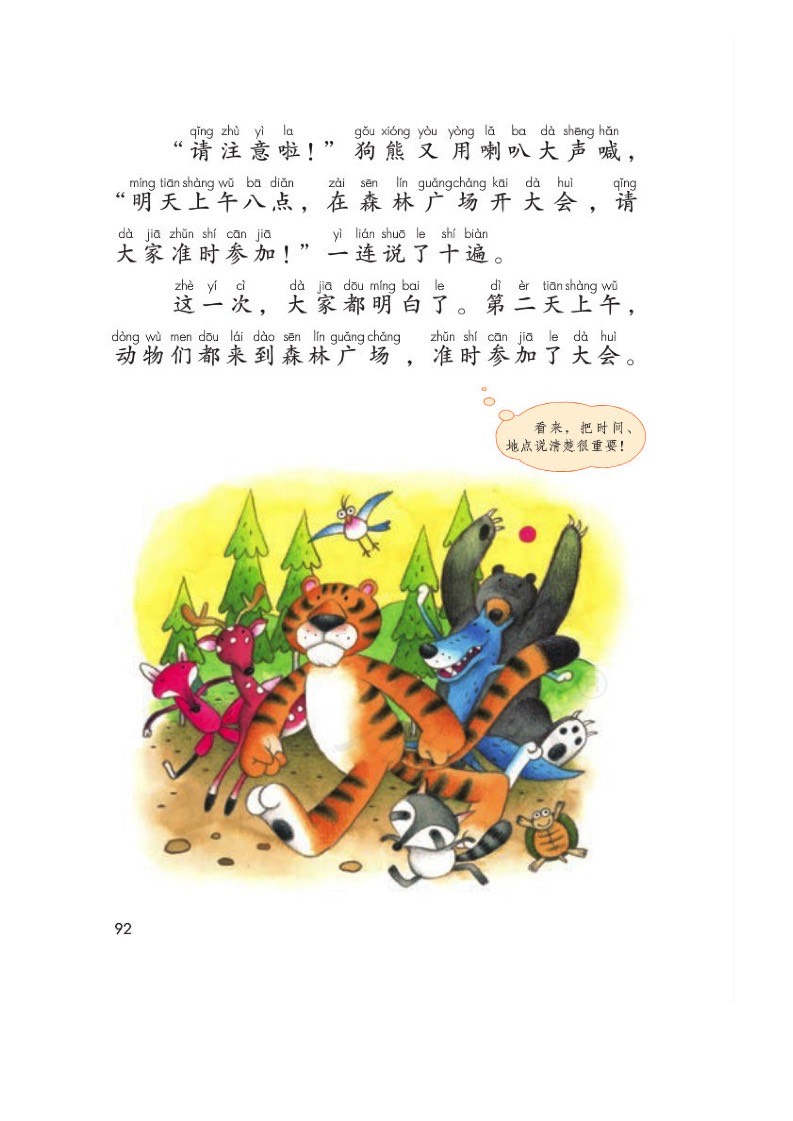 qǐng zhù yì la gǒu xióng yòu yòng lǎ ba dà shēng hǎn
“请注意啦！”狗熊又用喇叭大声喊，
míng tiān shàng wǔ bā diǎn zài sēn lín guǎng chǎng kāi dà huì qǐng
“明天上午八点，在森林广场开大会，请
dà jiā zhǔn shí cān jiā yì lián shuō le shí biàn
大家准时参加！”一连说了十遍。
zhè yí cì dà jiā dōu míng bai le dì èr tiān shàng wǔ
这一次，大家都明白了。第二天上午，
dòng wù men dōu lái dào sēn lín guǎng chǎng zhǔn shí cān jiā le dà huì
动物们都来到森林广场，准时参加了大会。
看来，把时间、
地点说清楚很重要！
92